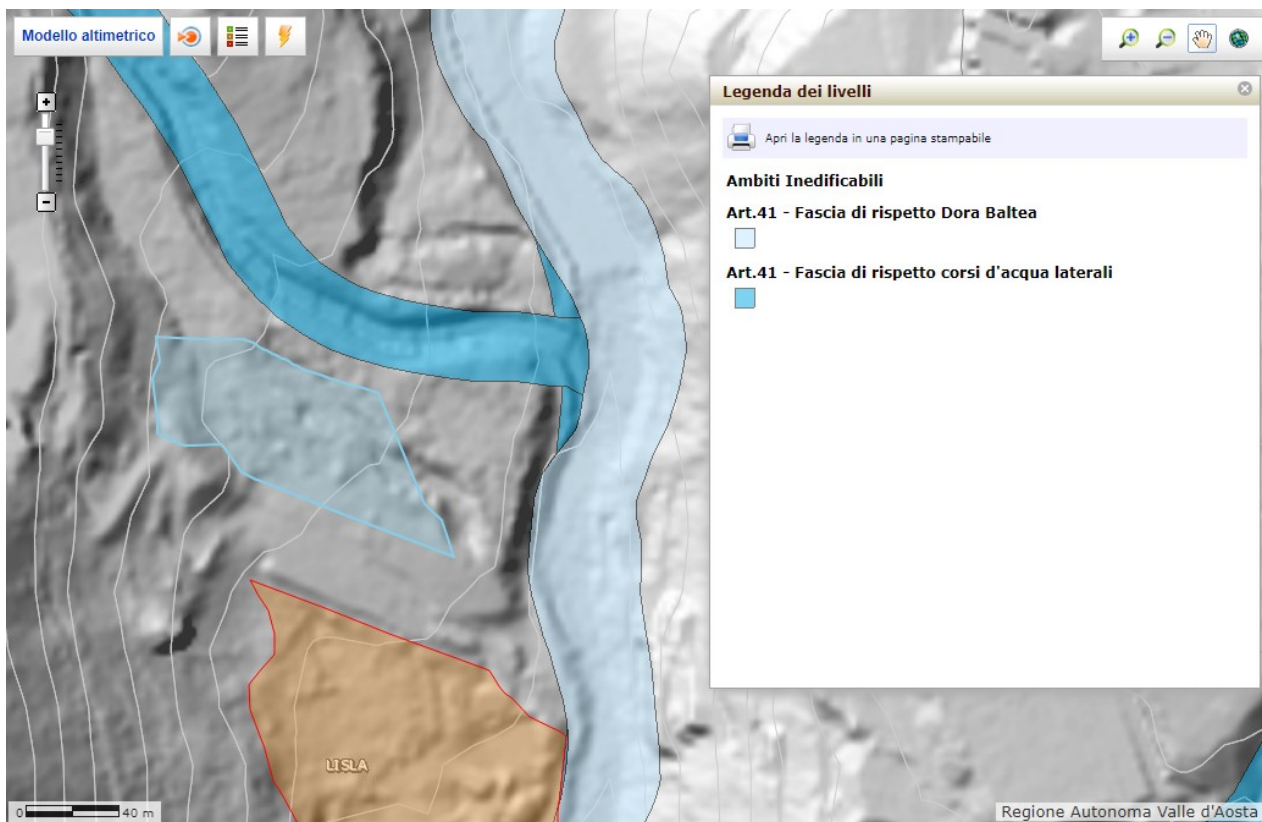 Modello altimetrico
Legenda dei livelli
Apri la legenda in una pagina stampabile
Ambiti Inedificabili
Art.41 - Fascia di rispetto Dora Baltea
Art.41 - Fascia di rispetto corsi d'acqua laterali
LISLA
0 40 m
Regione Autonoma Valle d'Aosta